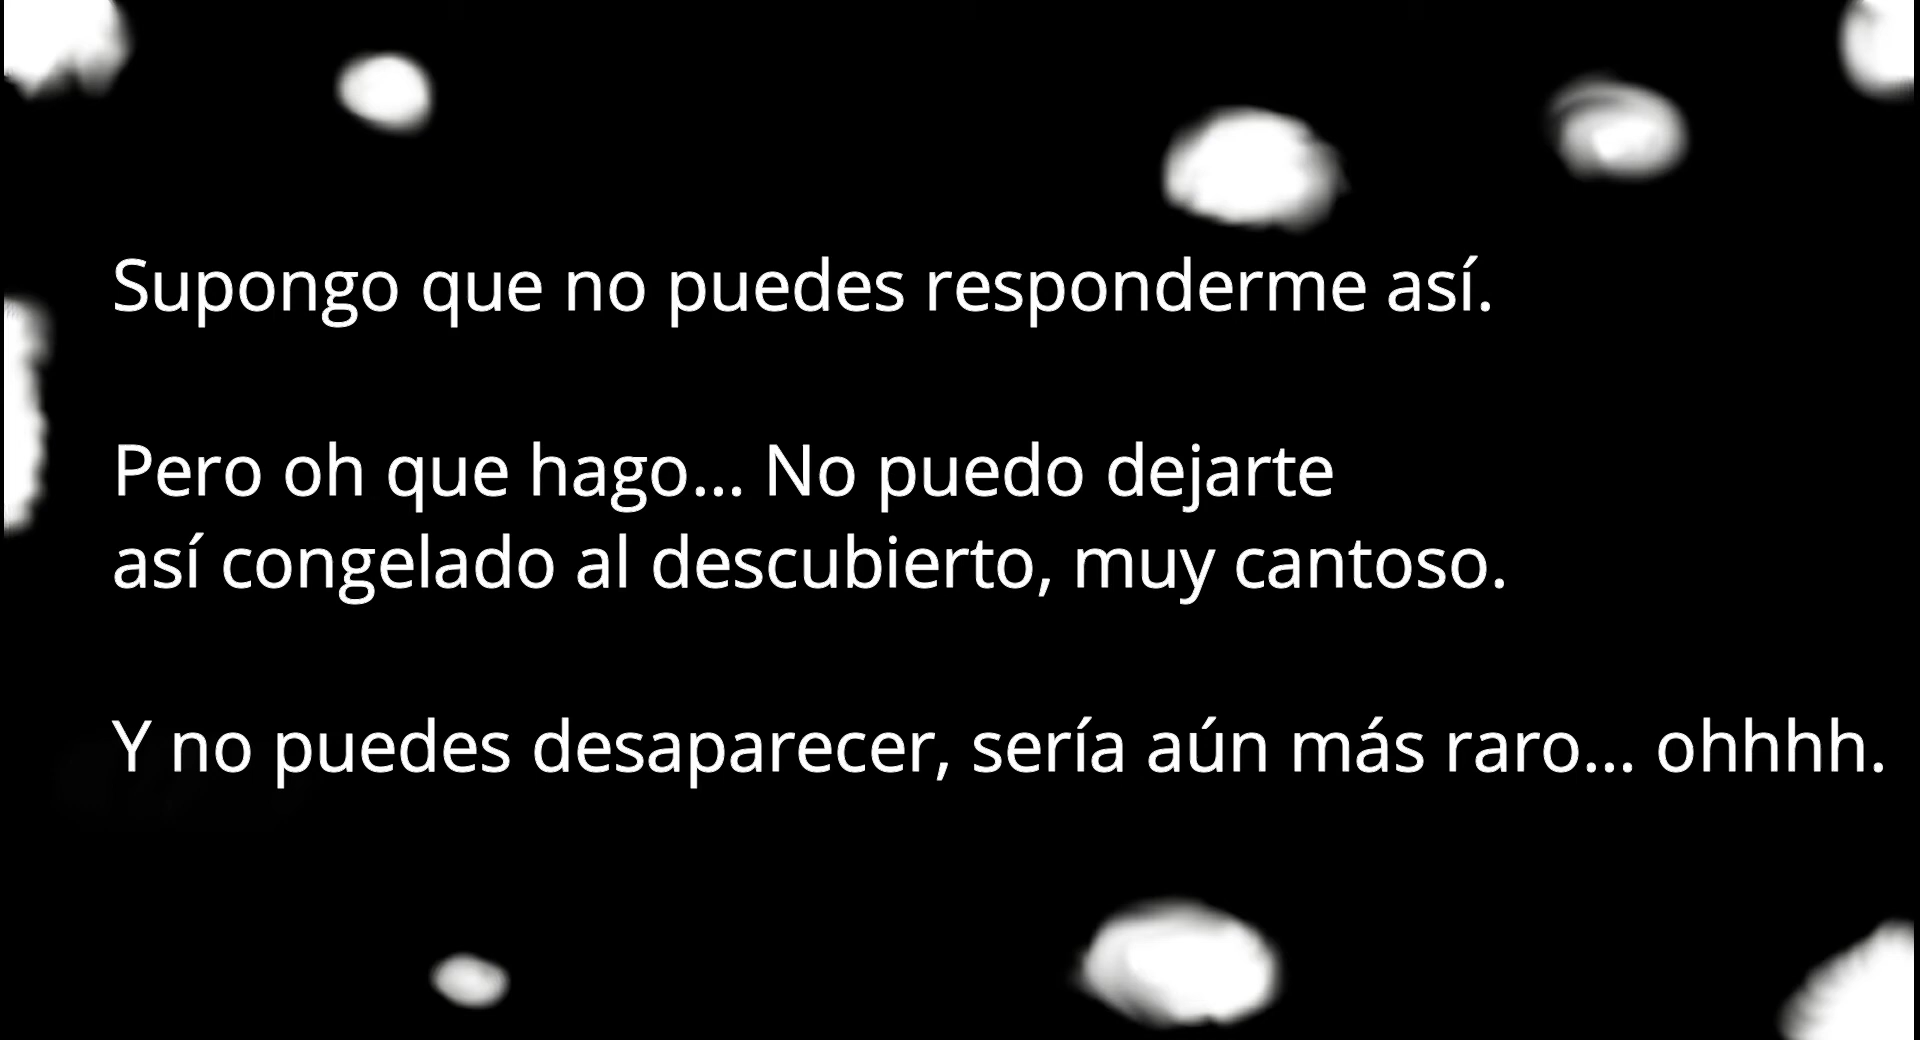 Supongo que no puedes responderme así.
Pero oh que hago... No puedo dejarte
así congelado al descubierto, muy cantoso.
Y no puedes desaparecer, sería aún más raro... ohhhh.